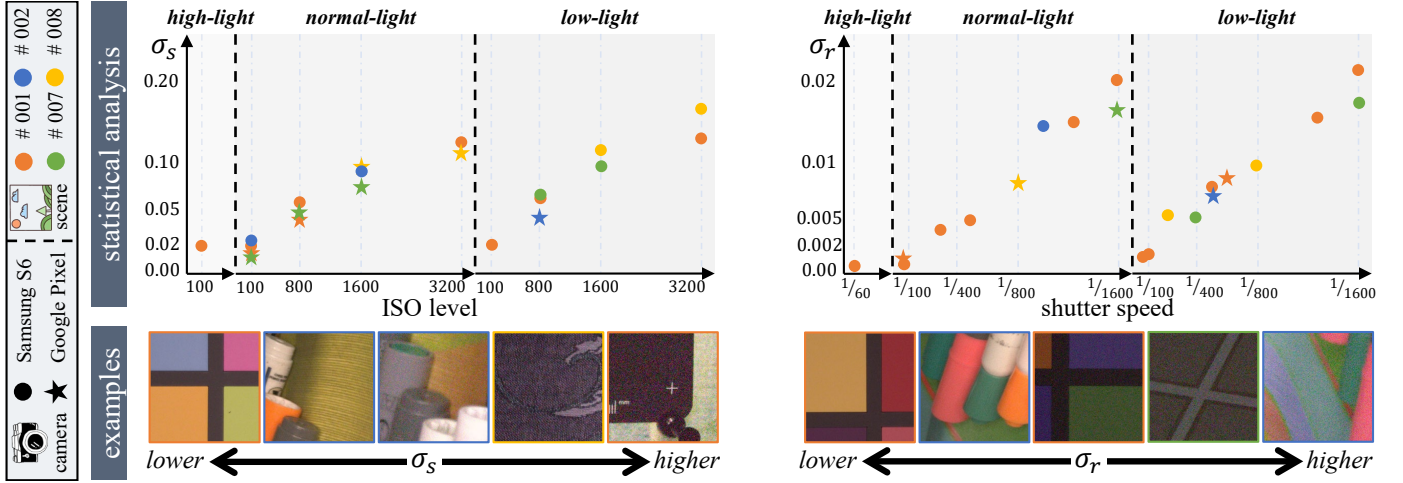 camera
Samsung S6
Google Pixel
scene
# 001
# 002
# 007
# 008
statistical analysis
high-light normal-light low-light
σs
0.20
0.10
0.05
0.02
0.00
100 100 800 1600 3200 100 800 1600 3200
ISO level
high-light normal-light low-light
σr
0.02
0.01
0.005
0.002
0.00
1/60 1/100 1/400 1/800 1/1600 1/100 1/400 1/800 1/1600
shutter speed
examples
lower σs higher
lower σr higher